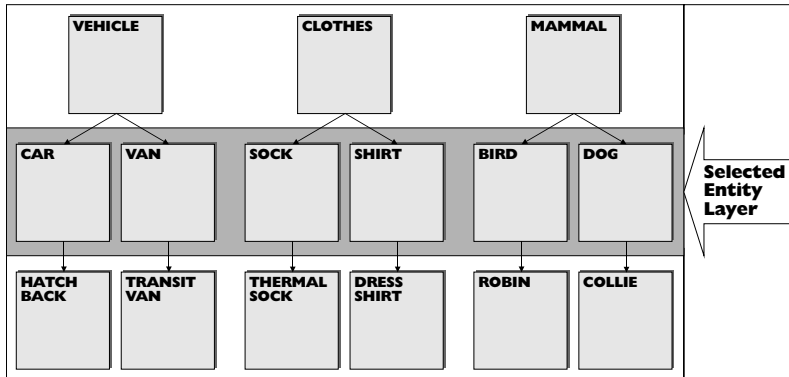 VEHICLE
CLOTHES
MAMMAL
CAR
VAN
SOCK
SHIRT
BIRD
DOG
Selected
Entity
Layer
HATCH
BACK
TRANSIT
VAN
THERMAL
SOCK
DRESS
SHIRT
ROBIN
COLLIE